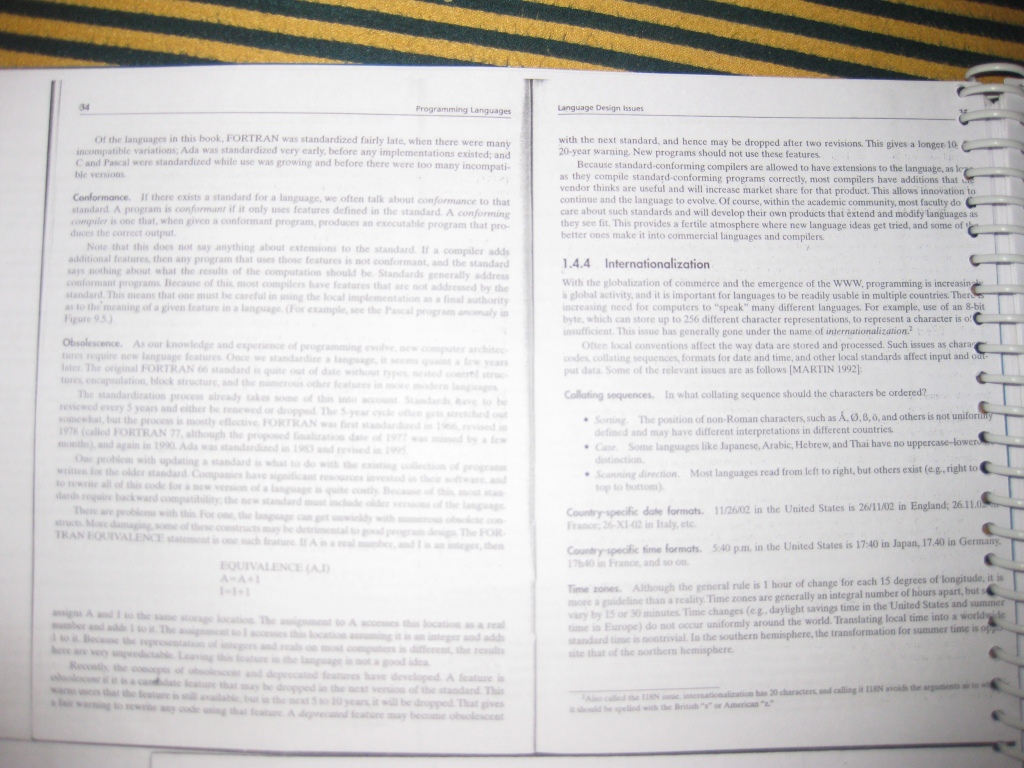 34 Programming Languages
Of the languages in this book, FORTRAN was standardized fairly late, when there were many
incompatible variations; Ada was standardized very early, before any implementations existed; and
C and Pascal were standardized while use was growing and before there were too many incompati-
ble versions.
Conformance. If there exists a standard for a language, we often talk about conformance to that
standard. A program is conformant if it only uses features defined in the standard. A conforming
compiler is one that, when given a conformant program, produces an executable program that pro-
duces the correct output.
Note that this does not say anything about extensions to the standard. If a compiler adds
additional features, then any program that uses those features is not conformant, and the standard
says nothing about what the results of the computation should be. Standards generally address
conformant programs. Because of this, most compilers have features that are not addressed by the
standard. This means that one must be careful in using the local implementation as a final authority
as to the meaning of a given feature in a language. (For example, see the Pascal program anomaly in
Figure 9.5.)
Obsolescence. As our knowledge and experience of programming evolve, new computer architec-
tures require new language features. Once we standardize a language, it seems quaint a few years
later. The original FORTRAN 66 standard is quite out of date without types, nested control struc-
tures, encapsulation, block structure, and the numerous other features in more modern languages.
The standardization process already takes some of this into account. Standards have to be
reviewed every 5 years and either be renewed or dropped. The 5-year cycle often gets stretched out
somewhat, but the process is mostly effective. FORTRAN was first standardized in 1966, revised in
1978 (called FORTRAN 77, although the proposed finalization date of 1977 was missed by a few
months), and again in 1990. Ada was standardized in 1983 and revised in 1995.
One problem with updating a standard is what to do with the existing collection of programs
written for the older standard. Companies have significant resources invested in their software, and
to rewrite all of this code for a new version of a language is quite costly. Because of this, most stan-
dards require backward compatibility; the new standard must include older versions of the language.
There are problems with this. For one, the language can get unwieldy with numerous obsolete con-
structs. More damaging, some of these constructs may be detrimental to good program design. The FOR-
TRAN EQUIVALENCE statement is one such feature. If A is a real number, and I is an integer, then
EQUIVALENCE (A,I)
A=A+1
I=I+1
assigns A and I to the same storage location. The assignment to A accesses this location as a real
number and adds 1 to it. The assignment to I accesses this location assuming it is an integer and adds
1 to it. Because the representation of integers and reals on most computers is different, the results
here are very unpredictable. Leaving this feature in the language is not a good idea.
Recently, the concepts of obsolescent and deprecated features have developed. A feature is
obsolescent if it is a candidate feature that may be dropped in the next version of the standard. This
warns users that the feature is still available, but in the next 5 to 10 years, it will be dropped. That gives
a fair warning to rewrite any code using that feature. A deprecated feature may become obsolescent
Language Design Issues
with the next standard, and hence may be dropped after two revisions. This gives a longer 10-
20-year warning. New programs should not use these features.
Because standard-conforming compilers are allowed to have extensions to the language, as
as they compile standard-conforming programs correctly, most compilers have additions that
vendor thinks are useful and will increase market share for that product. This allows innovation to
continue and the language to evolve. Of course, within the academic community, most faculty do
care about such standards and will develop their own products that extend and modify languages as
they see fit. This provides a fertile atmosphere where new language ideas get tried, and some of
better ones make it into commercial languages and compilers.
1.4.4 Internationalization
With the globalization of commerce and the emergence of the WWW, programming is increasing
a global activity, and it is important for languages to be readily usable in multiple countries. There
increasing need for computers to "speak" many different languages. For example, use of an 8-bit
byte, which can store up to 256 different character representations, to represent a character is
insufficient. This issue has generally gone under the name of internationalization.²
Often local conventions affect the way data are stored and processed. Such issues as
codes, collating sequences, formats for date and time, and other local standards affect input and out-
put data. Some of the relevant issues are as follows [MARTIN 1992]:
Collating sequences. In what collating sequence should the characters be ordered?
• Sorting. The position of non-Roman characters, such as Å, Ø, ß, ö, and others is not uniformly
defined and may have different interpretations in different countries.
• Case. Some languages like Japanese, Arabic, Hebrew, and Thai have no uppercase-lower
distinction.
• Scanning direction. Most languages read from left to right, but others exist (e.g., right to
top to bottom).
Country-specific date formats. 11/26/02 in the United States is 26/11/02 in England; 26.11.02
France; 26-XI-02 in Italy, etc.
Country-specific time formats. 5:40 p.m. in the United States is 17:40 in Japan, 17.40 in Germany,
17h40 in France, and so on.
Time zones. Although the general rule is 1 hour of change for each 15 degrees of longitude, it is
more a guideline than a reality. Time zones are generally an integral number of hours apart, but
vary by 15 or 30 minutes. Time changes (e.g., daylight savings time in the United States and summer
time in Europe) do not occur uniformly around the world. Translating local time into a worldwide
standard time is nontrivial. In the southern hemisphere, the transformation for summer time is oppo-
site that of the northern hemisphere.
²Also called the I18N issue, internationalization has 20 characters, and calling it I18N avoids the arguments as to
it should be spelled with the British "s" or American "z."